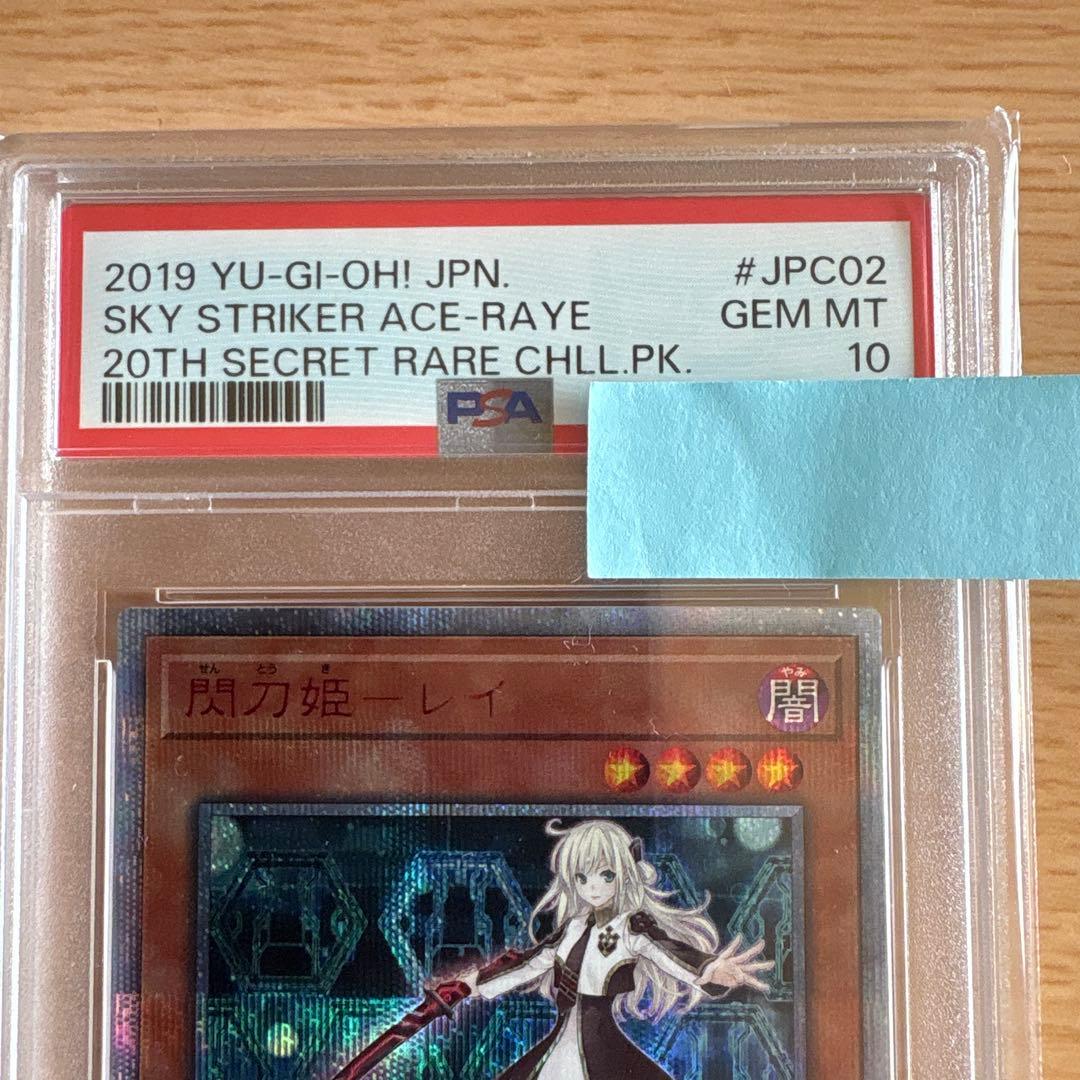 2019 YU-GI-OH! JPN. #JPC02
SKY STRIKER ACE-RAYE GEM MT
20TH SECRET RARE CHLL.PK. 10
PSA
せん とう き
閃刀姫－レイ
やみ
闇